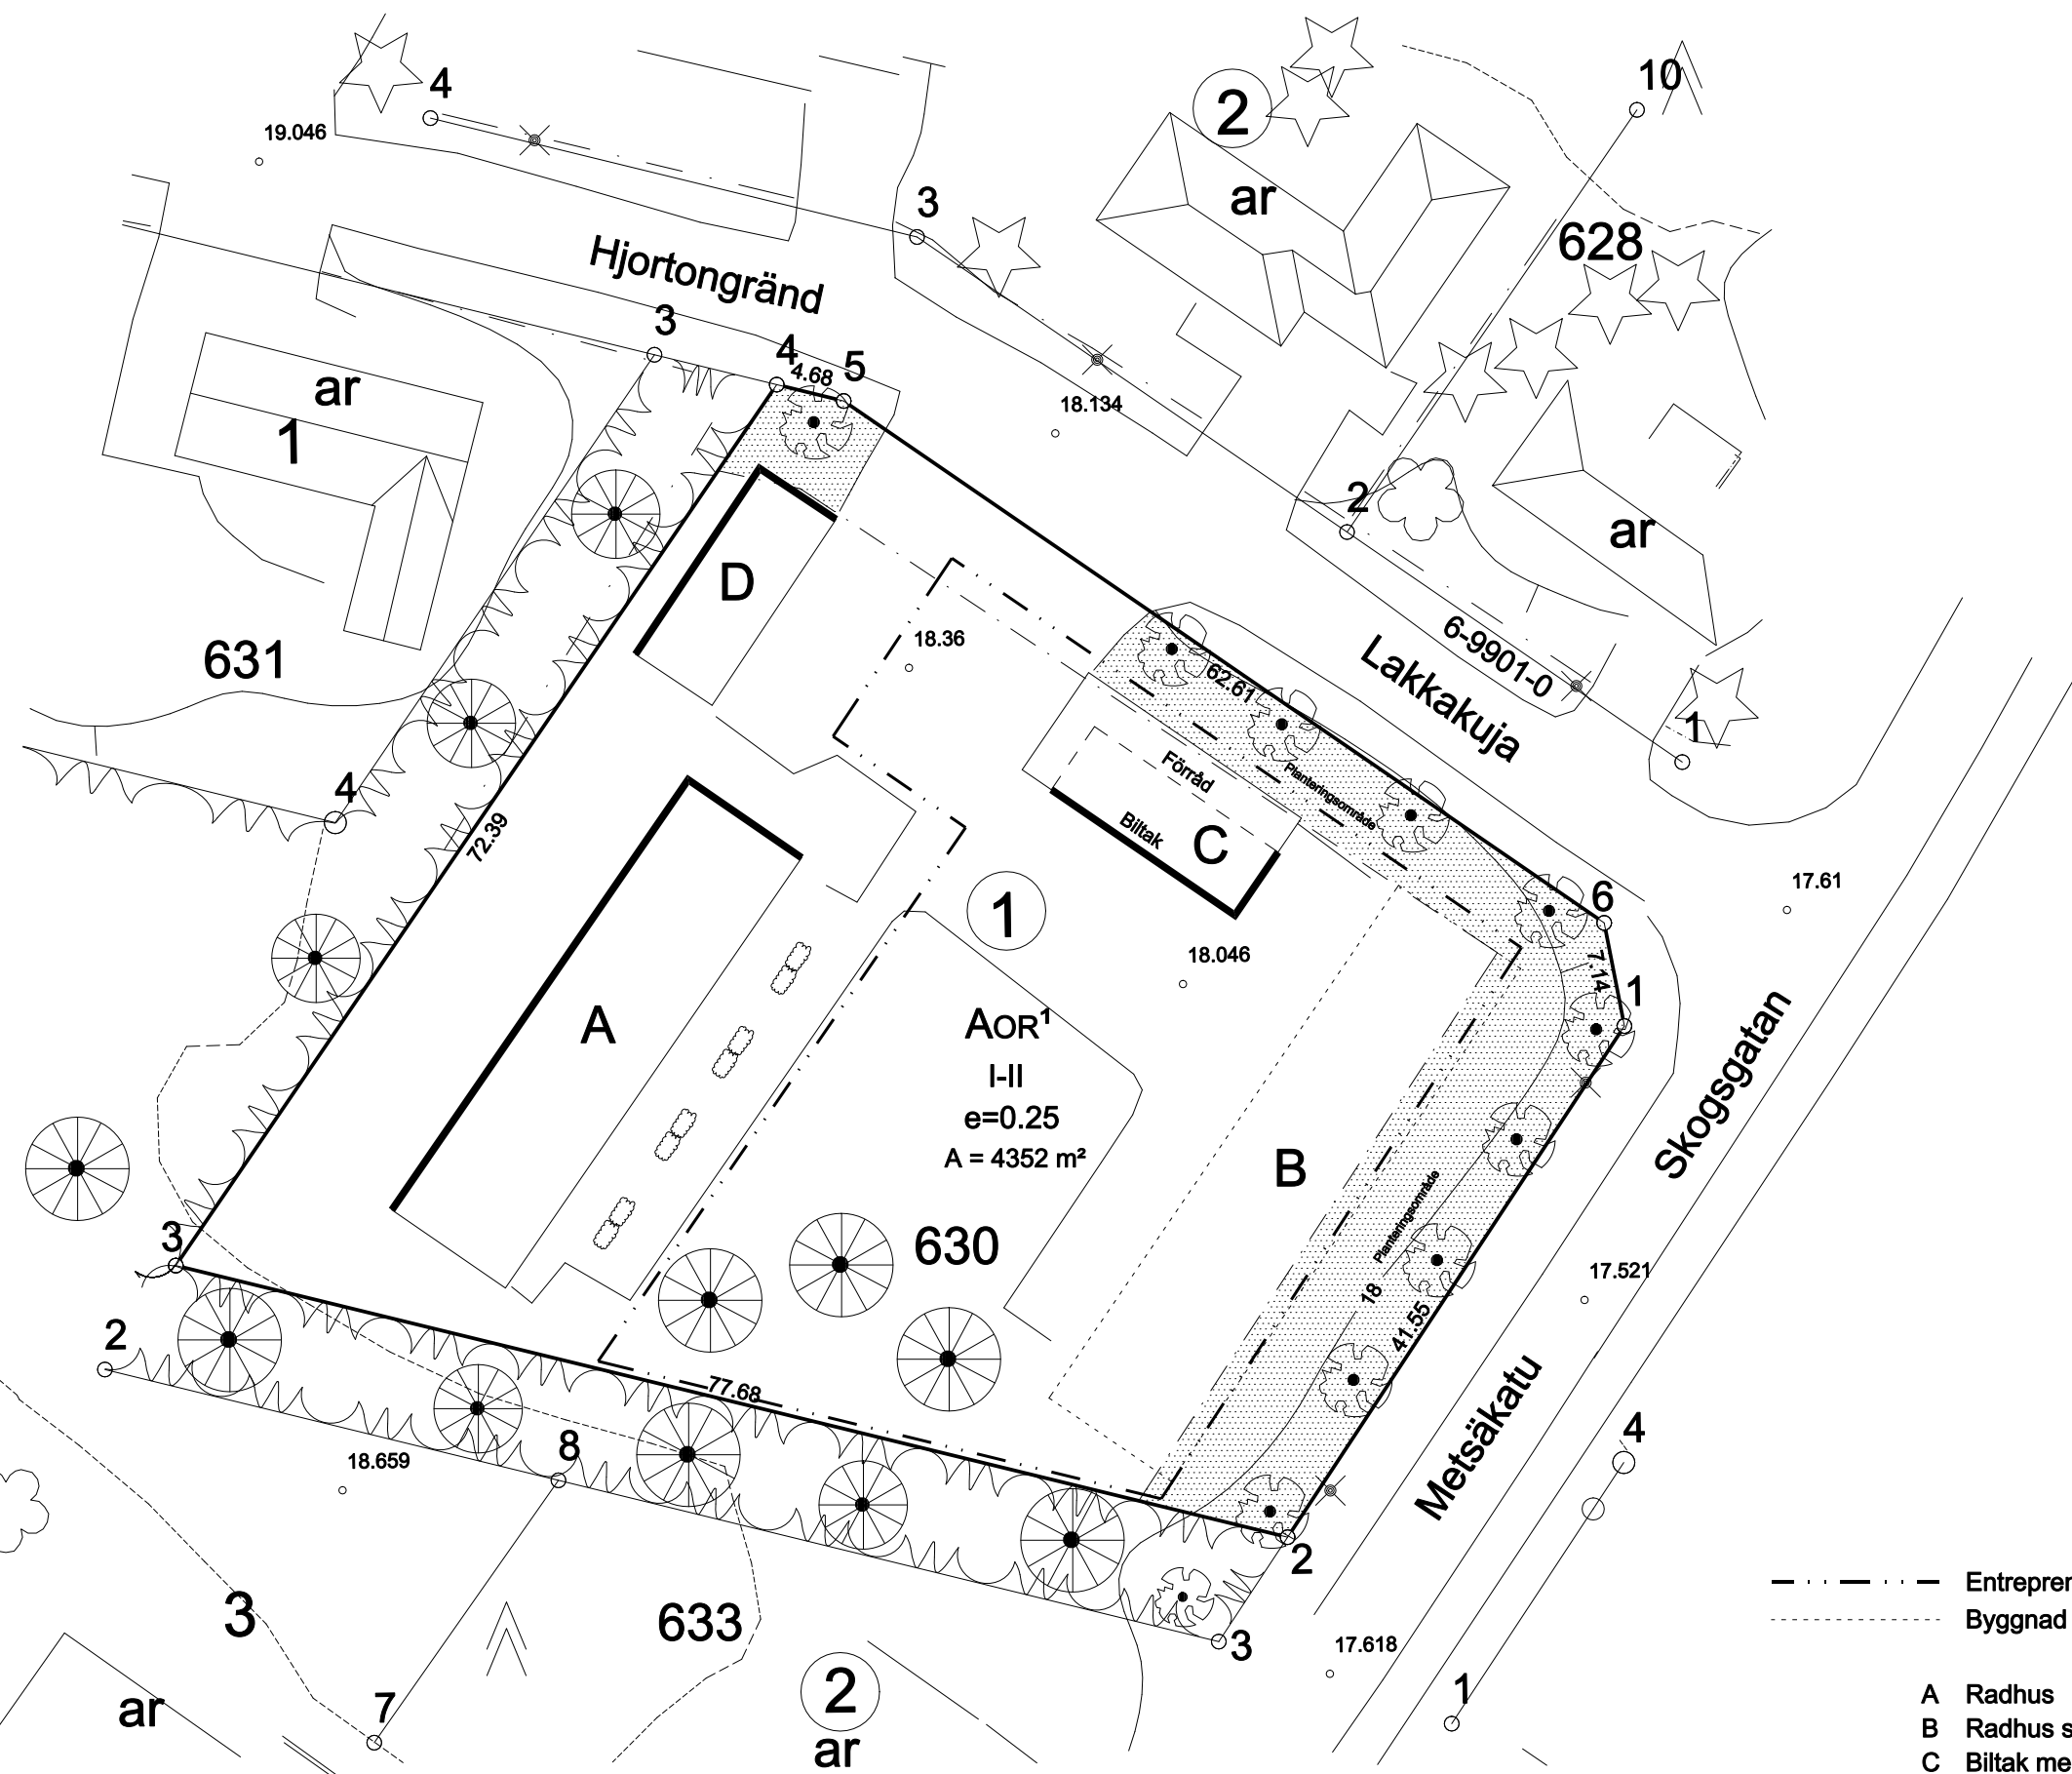 10
4
2
19.046
ar
3
628
Hjortongränd
3
4
4.68
5
ar
1
18.134
2
ar
D
18.36
6-9901-0
631
Lakkakuja
62.61
1
Förråd
Planteringsområde
4
Biltak
C
72.39
17.61
6
1
18.046
7.14
1
A
AOR¹
I-II
e=0.25
A = 4352 m²
Skogsgatan
B
Planteringsområde
3
630
17.521
18
2
41.55
77.68
Metsäkatu
4
8
18.659
2
Entrepren
3
633
Byggnad
3
17.618
2
1
A Radhus
7
ar
B Radhus s
ar
C Biltak me